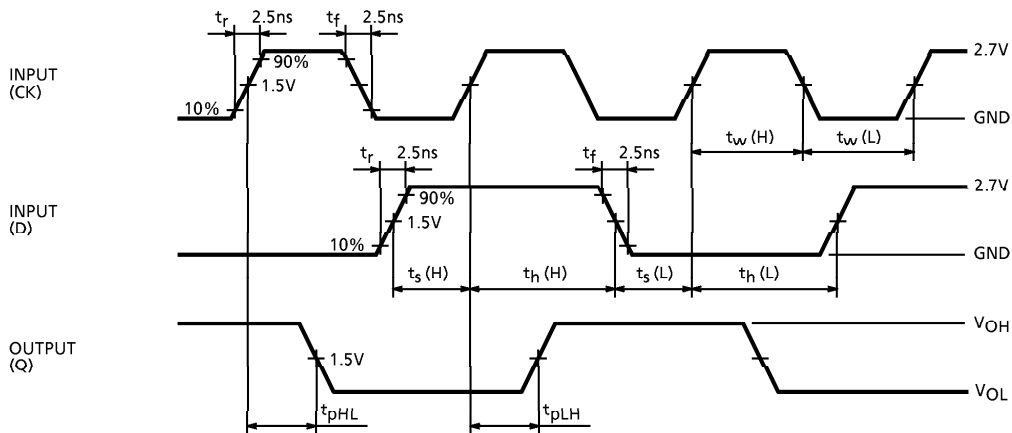 tr 2.5ns tf 2.5ns
INPUT
(CK)
90%
1.5V
10%
2.7V
GND
tw (H) tw (L)
tr 2.5ns tf 2.5ns
INPUT
(D)
90%
1.5V
10%
2.7V
GND
ts (H) th (H) ts (L) th (L)
OUTPUT
(Q)
1.5V
VOH
VOL
tpHL tpLH